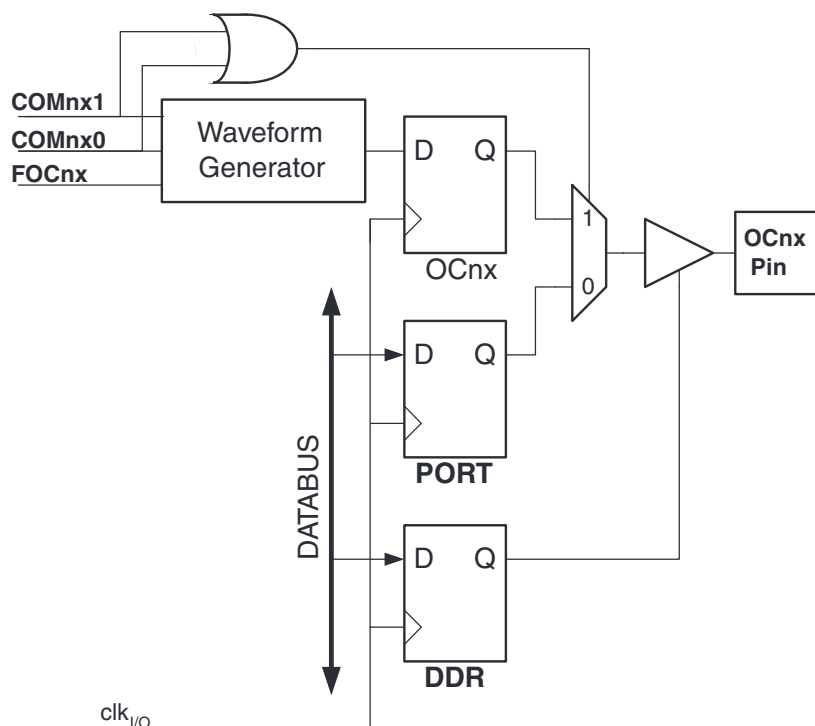 COMnx1
COMnx0
FOCnx
Waveform
Generator
D Q
OCnx
1
0
OCnx
Pin
D Q
PORT
DATABUS
D Q
DDR
clkI/O